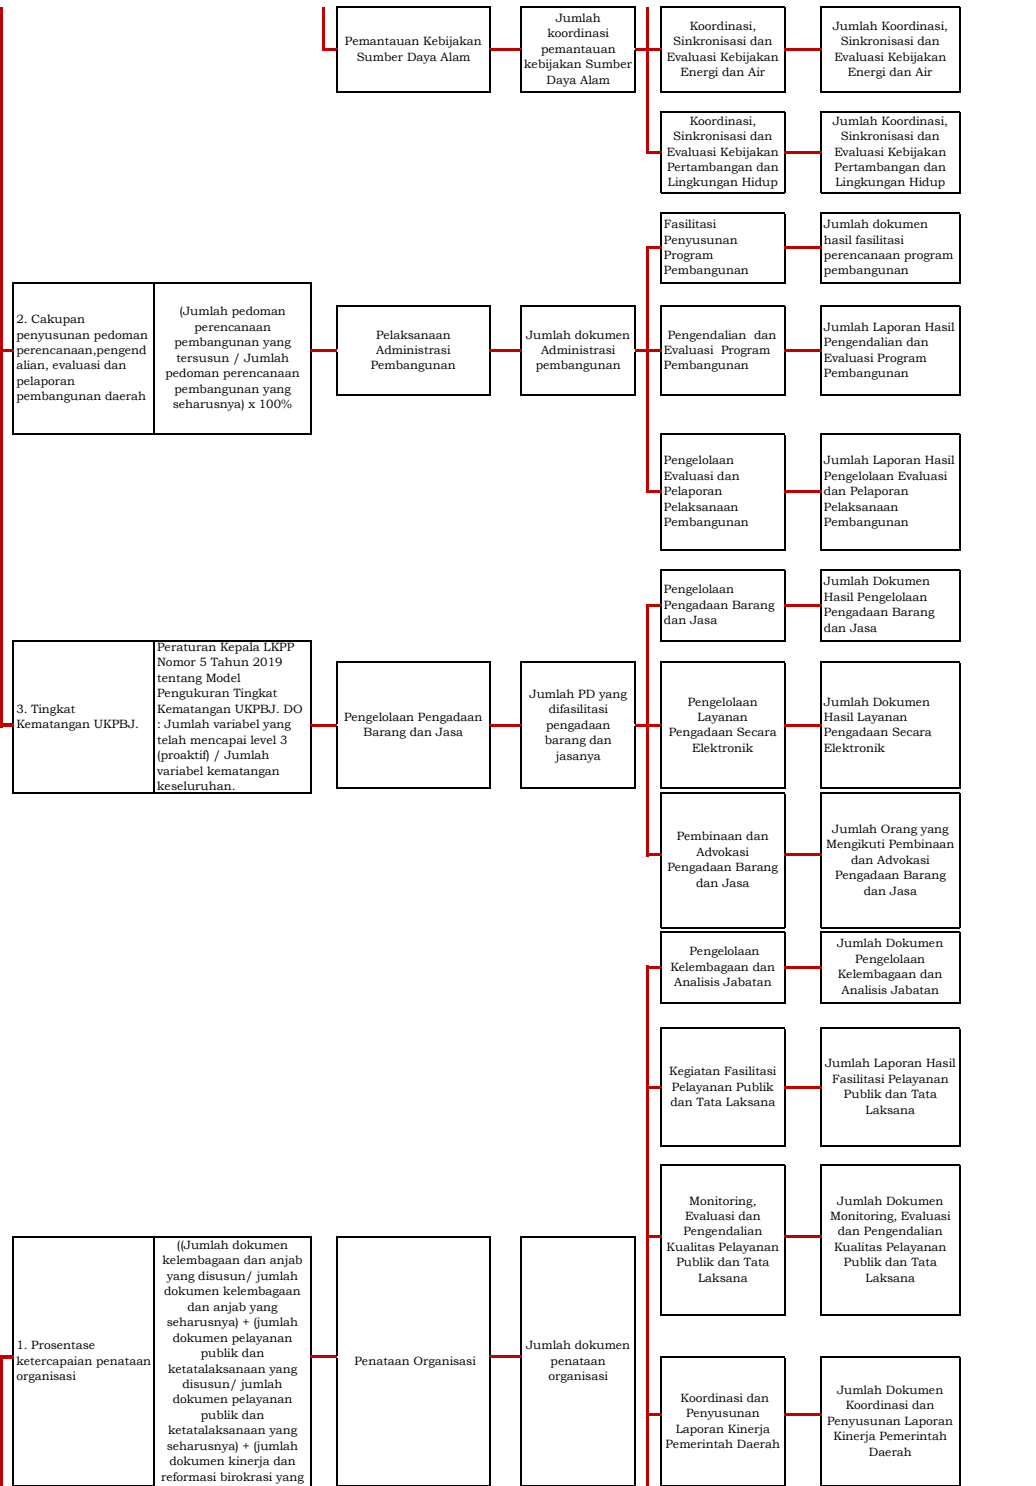 Pemantauan Kebijakan
Sumber Daya Alam
Jumlah
koordinasi
pemantauan
kebijakan Sumber
Daya Alam
Koordinasi,
Sinkronisasi dan
Evaluasi Kebijakan
Energi dan Air
Jumlah Koordinasi,
Sinkronisasi dan
Evaluasi Kebijakan
Energi dan Air
Koordinasi,
Sinkronisasi dan
Evaluasi Kebijakan
Pertambangan dan
Lingkungan Hidup
Jumlah Koordinasi,
Sinkronisasi dan
Evaluasi Kebijakan
Pertambangan dan
Lingkungan Hidup
2. Cakupan
penyusunan pedoman
perencanaan,pengend
alian, evaluasi dan
pelaporan
pembangunan daerah
(Jumlah pedoman
perencanaan
pembangunan yang
tersusun / Jumlah
pedoman perencanaan
pembangunan yang
seharusnya) x 100%
Pelaksanaan
Administrasi
Pembangunan
Jumlah dokumen
Administrasi
pembangunan
Fasilitasi
Penyusunan
Program
Pembangunan
Jumlah dokumen
hasil fasilitasi
perencanaan program
pembangunan
Pengendalian dan
Evaluasi Program
Pembangunan
Jumlah Laporan Hasil
Pengendalian dan
Evaluasi Program
Pembangunan
Pengelolaan
Evaluasi dan
Pelaporan
Pelaksanaan
Pembangunan
Jumlah Laporan Hasil
Pengelolaan Evaluasi
dan Pelaporan
Pelaksanaan
Pembangunan
3. Tingkat
Kematangan UKPBJ.
Peraturan Kepala LKPP
Nomor 5 Tahun 2019
tentang Model
Pengukuran Tingkat
Kematangan UKPBJ. DO
: Jumlah variabel yang
telah mencapai level 3
(proaktif) / Jumlah
variabel kematangan
keseluruhan.
Pengelolaan Pengadaan
Barang dan Jasa
Jumlah PD yang
difasilitasi
pengadaan
barang dan
jasanya
Pengelolaan
Pengadaan Barang
dan Jasa
Jumlah Dokumen
Hasil Pengelolaan
Pengadaan Barang
dan Jasa
Pengelolaan
Layanan
Pengadaan Secara
Elektronik
Jumlah Dokumen
Hasil Layanan
Pengadaan Secara
Elektronik
Pembinaan dan
Advokasi
Pengadaan Barang
dan Jasa
Jumlah Orang yang
Mengikuti Pembinaan
dan Advokasi
Pengadaan Barang
dan Jasa
1. Prosentase
ketercapaian penataan
organisasi
((Jumlah dokumen
kelembagaan dan anjab
yang disusun/ jumlah
dokumen kelembagaan
dan anjab yang
seharusnya) + (jumlah
dokumen pelayanan
publik dan
ketatalaksanaan yang
disusun/ jumlah
dokumen pelayanan
publik dan
ketatalaksanaan yang
seharusnya) + (jumlah
dokumen kinerja dan
reformasi birokrasi yang
Penataan Organisasi
Jumlah dokumen
penataan
organisasi
Pengelolaan
Kelembagaan dan
Analisis Jabatan
Jumlah Dokumen
Pengelolaan
Kelembagaan dan
Analisis Jabatan
Kegiatan Fasilitasi
Pelayanan Publik
dan Tata Laksana
Jumlah Laporan Hasil
Fasilitasi Pelayanan
Publik dan Tata
Laksana
Monitoring,
Evaluasi dan
Pengendalian
Kualitas Pelayanan
Publik dan Tata
Laksana
Jumlah Dokumen
Monitoring, Evaluasi
dan Pengendalian
Kualitas Pelayanan
Publik dan Tata
Laksana
Koordinasi dan
Penyusunan
Laporan Kinerja
Pemerintah Daerah
Jumlah Dokumen
Koordinasi dan
Penyusunan Laporan
Kinerja Pemerintah
Daerah